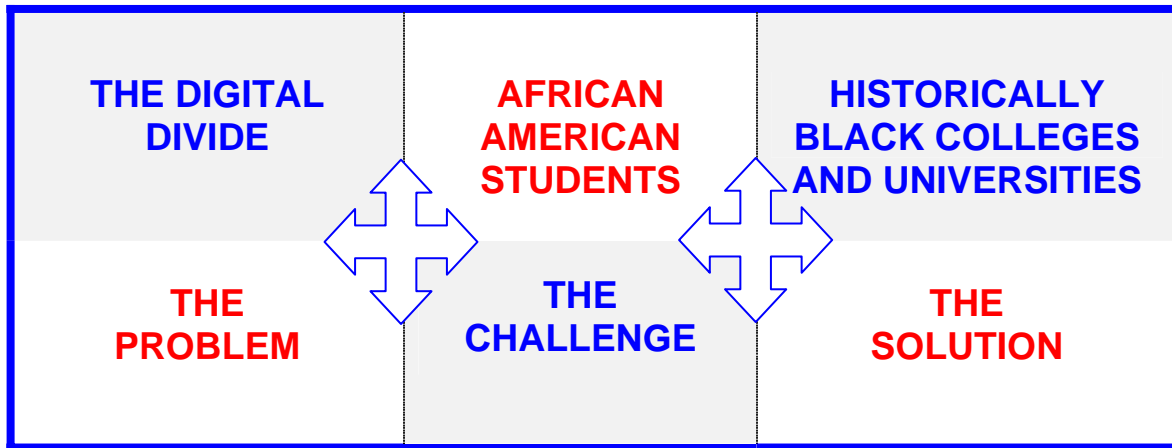 THE DIGITAL
DIVIDE
AFRICAN
AMERICAN
STUDENTS
HISTORICALLY
BLACK COLLEGES
AND UNIVERSITIES
THE
PROBLEM
THE
CHALLENGE
THE
SOLUTION